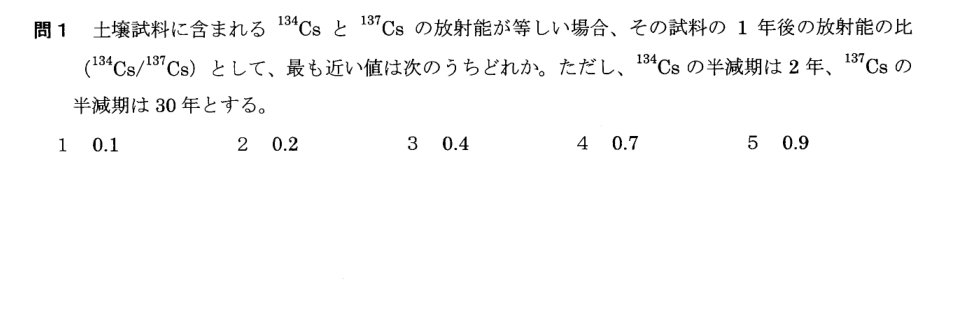 問1 土壌試料に含まれる ¹³⁴Cs と ¹³⁷Cs の放射能が等しい場合、その試料の 1 年後の放射能の比
(¹³⁴Cs/¹³⁷Cs) として、最も近い値は次のうちどれか。ただし、¹³⁴Cs の半減期は 2 年、¹³⁷Cs の
半減期は 30 年とする。
1 0.1 2 0.2 3 0.4 4 0.7 5 0.9